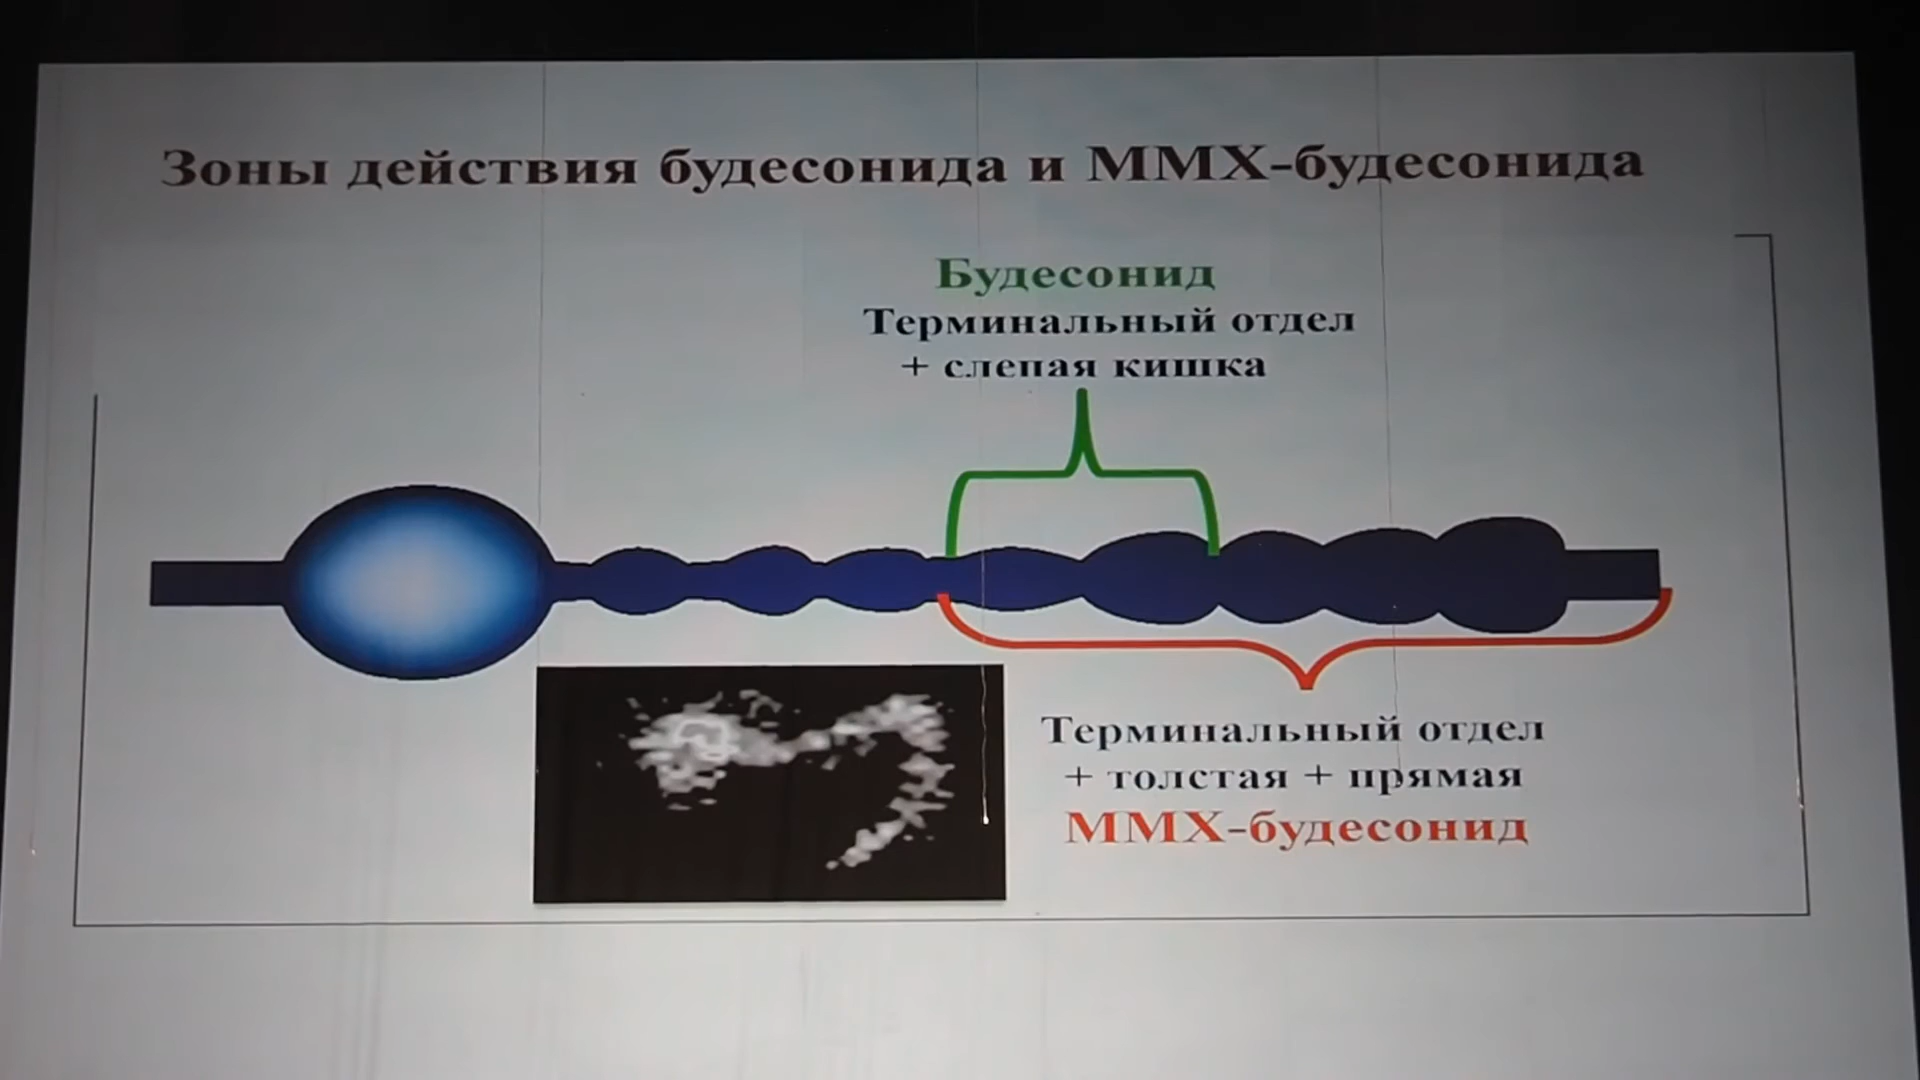 Зоны действия будесонида и ММХ-будесонида
Будесонид
Терминальный отдел
+ слепая кишка
Терминальный отдел
+ толстая + прямая
ММХ-будесонид